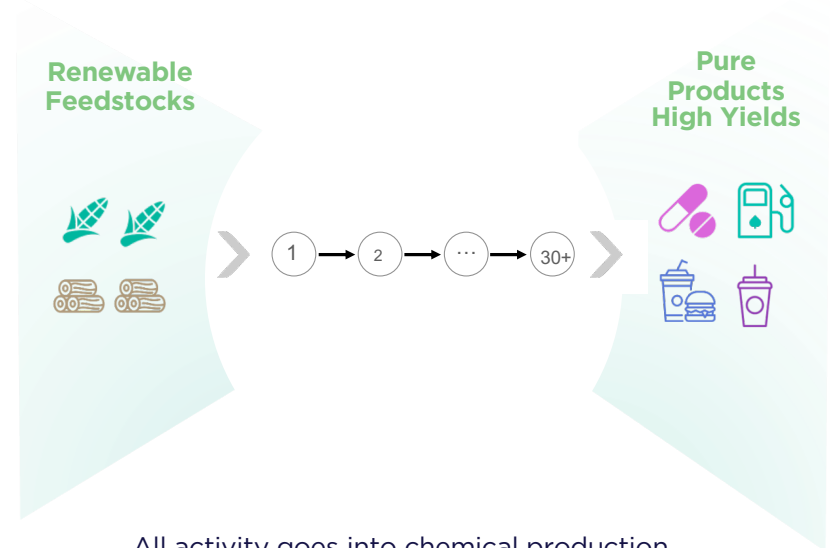 Renewable
Feedstocks
Pure
Products
High Yields
1
2
...
30+
All activity goes into chemical production